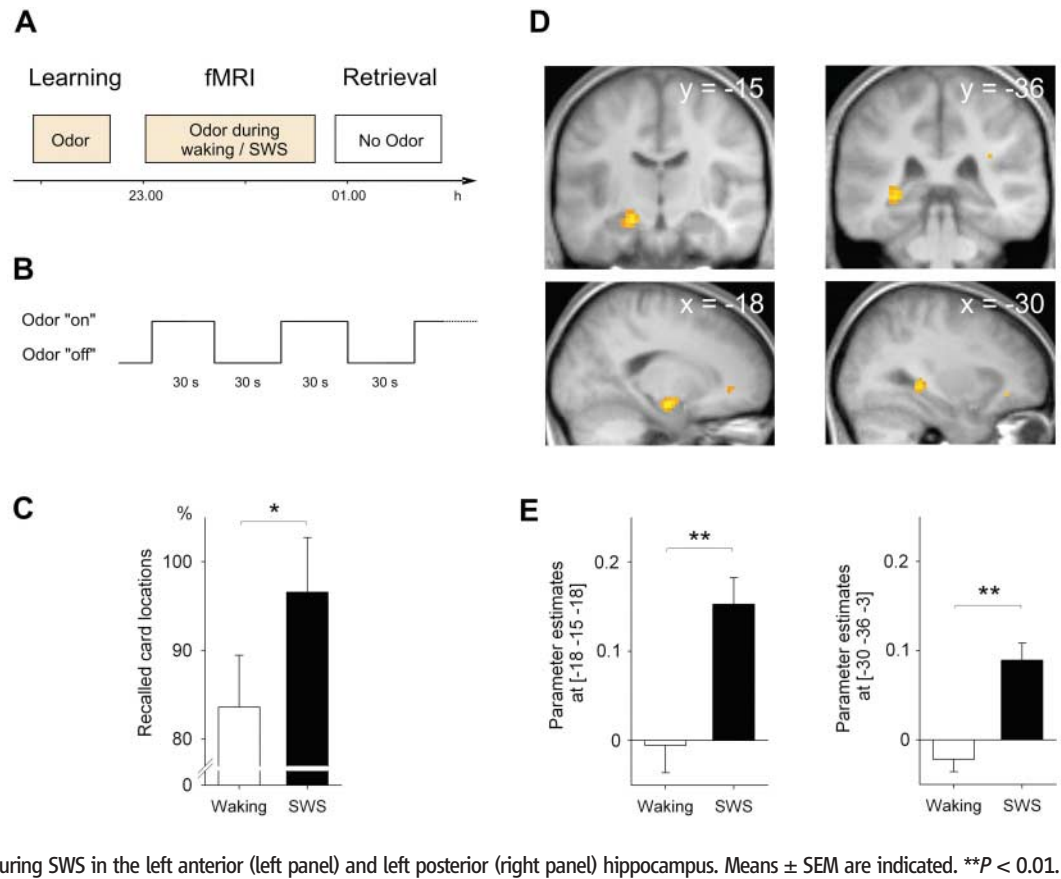 A
Learning fMRI Retrieval
Odor
Odor during
waking / SWS
No Odor
23.00 01.00 h
B
Odor "on"
Odor "off"
30 s 30 s 30 s 30 s
C
%
*
Recalled card locations
100
90
80
0
Waking SWS
D
y = -15
y = -36
x = -18
x = -30
E
**
Parameter estimates
at [-18 -15 -18]
0.2
0.1
0
Waking SWS
**
Parameter estimates
at [-30 -36 -3]
0.2
0.1
0
Waking SWS
uring SWS in the left anterior (left panel) and left posterior (right panel) hippocampus. Means ± SEM are indicated. **P < 0.01.